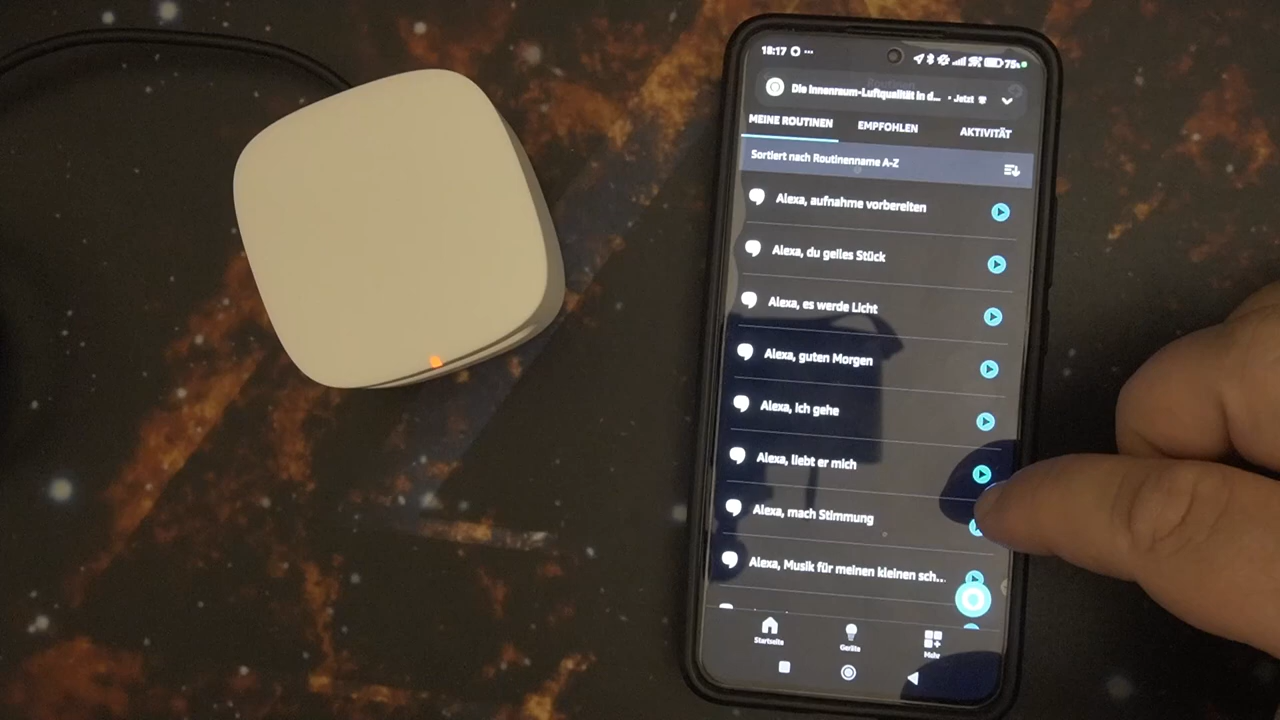 18:17
75%
Die Innenraum-Luftqualität in d... • Jetzt
MEINE ROUTINEN
EMPFOHLEN
AKTIVITÄT
Sortiert nach Routinenname A-Z
Alexa, aufnahme vorbereiten
Alexa, du geiles Stück
Alexa, es werde Licht
Alexa, guten Morgen
Alexa, ich gehe
Alexa, liebt er mich
Alexa, mach Stimmung
Alexa, Musik für meinen kleinen sch...
Startseite
Geräte
Mehr